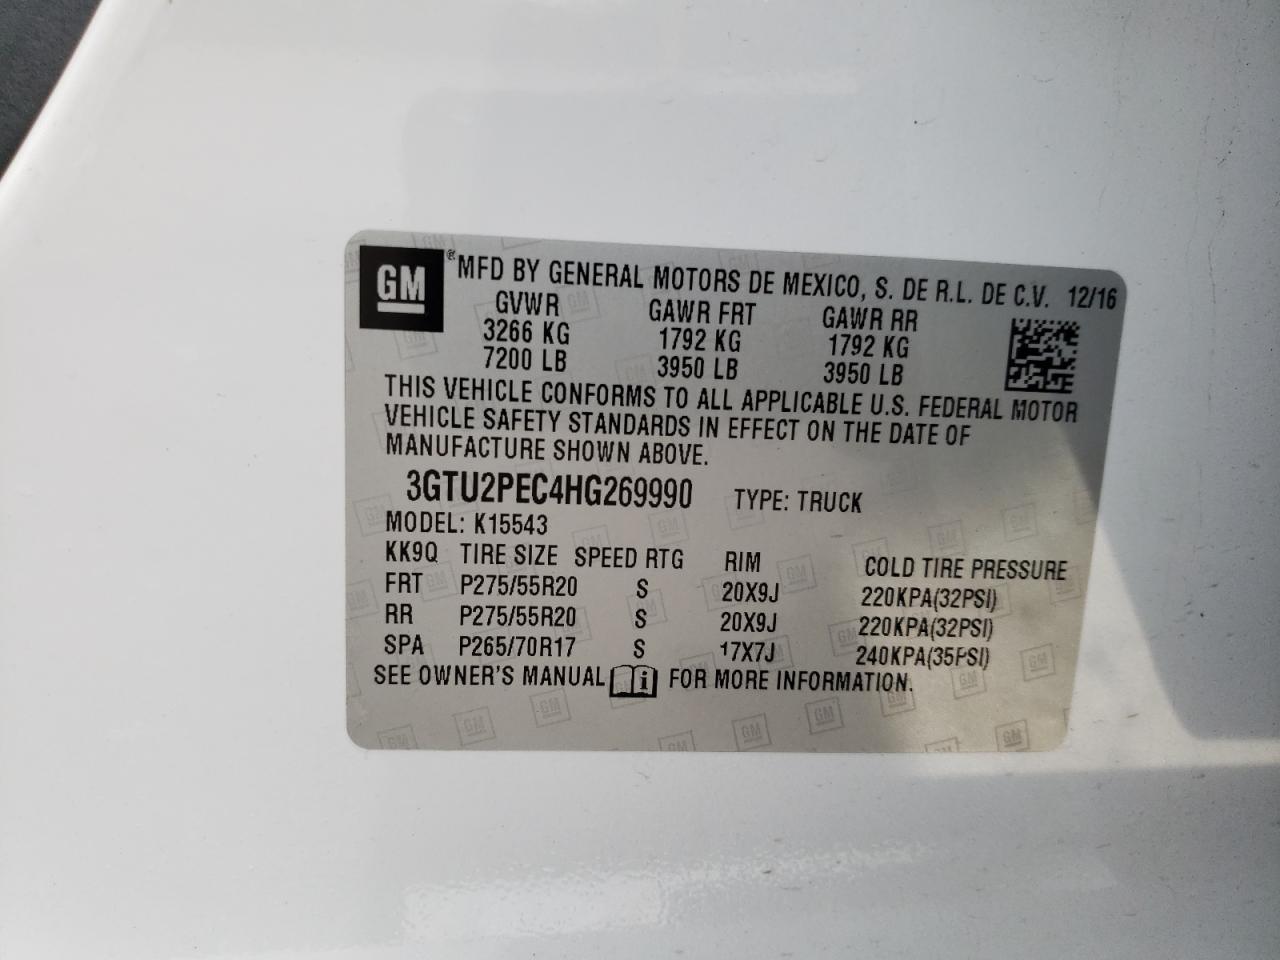 GM ® MFD BY GENERAL MOTORS DE MEXICO, S. DE R.L. DE C.V. 12/16
GVWR GAWR FRT GAWR RR
3266 KG 1792 KG 1792 KG
7200 LB 3950 LB 3950 LB
THIS VEHICLE CONFORMS TO ALL APPLICABLE U.S. FEDERAL MOTOR
VEHICLE SAFETY STANDARDS IN EFFECT ON THE DATE OF
MANUFACTURE SHOWN ABOVE.
3GTU2PEC4HG269990 TYPE: TRUCK
MODEL: K15543
KK9Q TIRE SIZE SPEED RTG RIM COLD TIRE PRESSURE
FRT P275/55R20 S 20X9J 220KPA(32PSI)
RR P275/55R20 S 20X9J 220KPA(32PSI)
SPA P265/70R17 S 17X7J 240KPA(35PSI)
SEE OWNER'S MANUAL i FOR MORE INFORMATION.